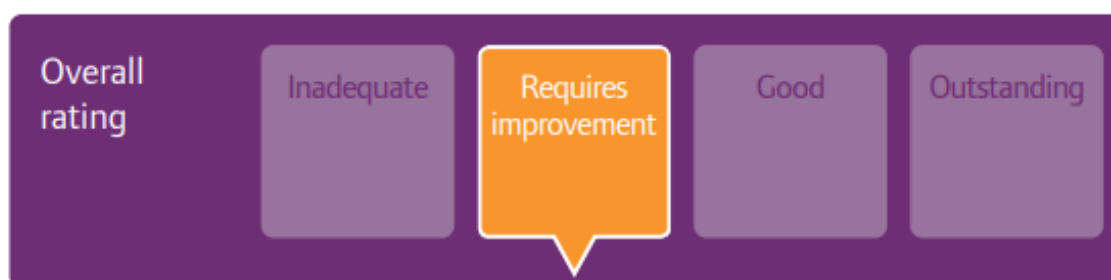 Overall
rating
Inadequate
Requires
improvement
Good
Outstanding